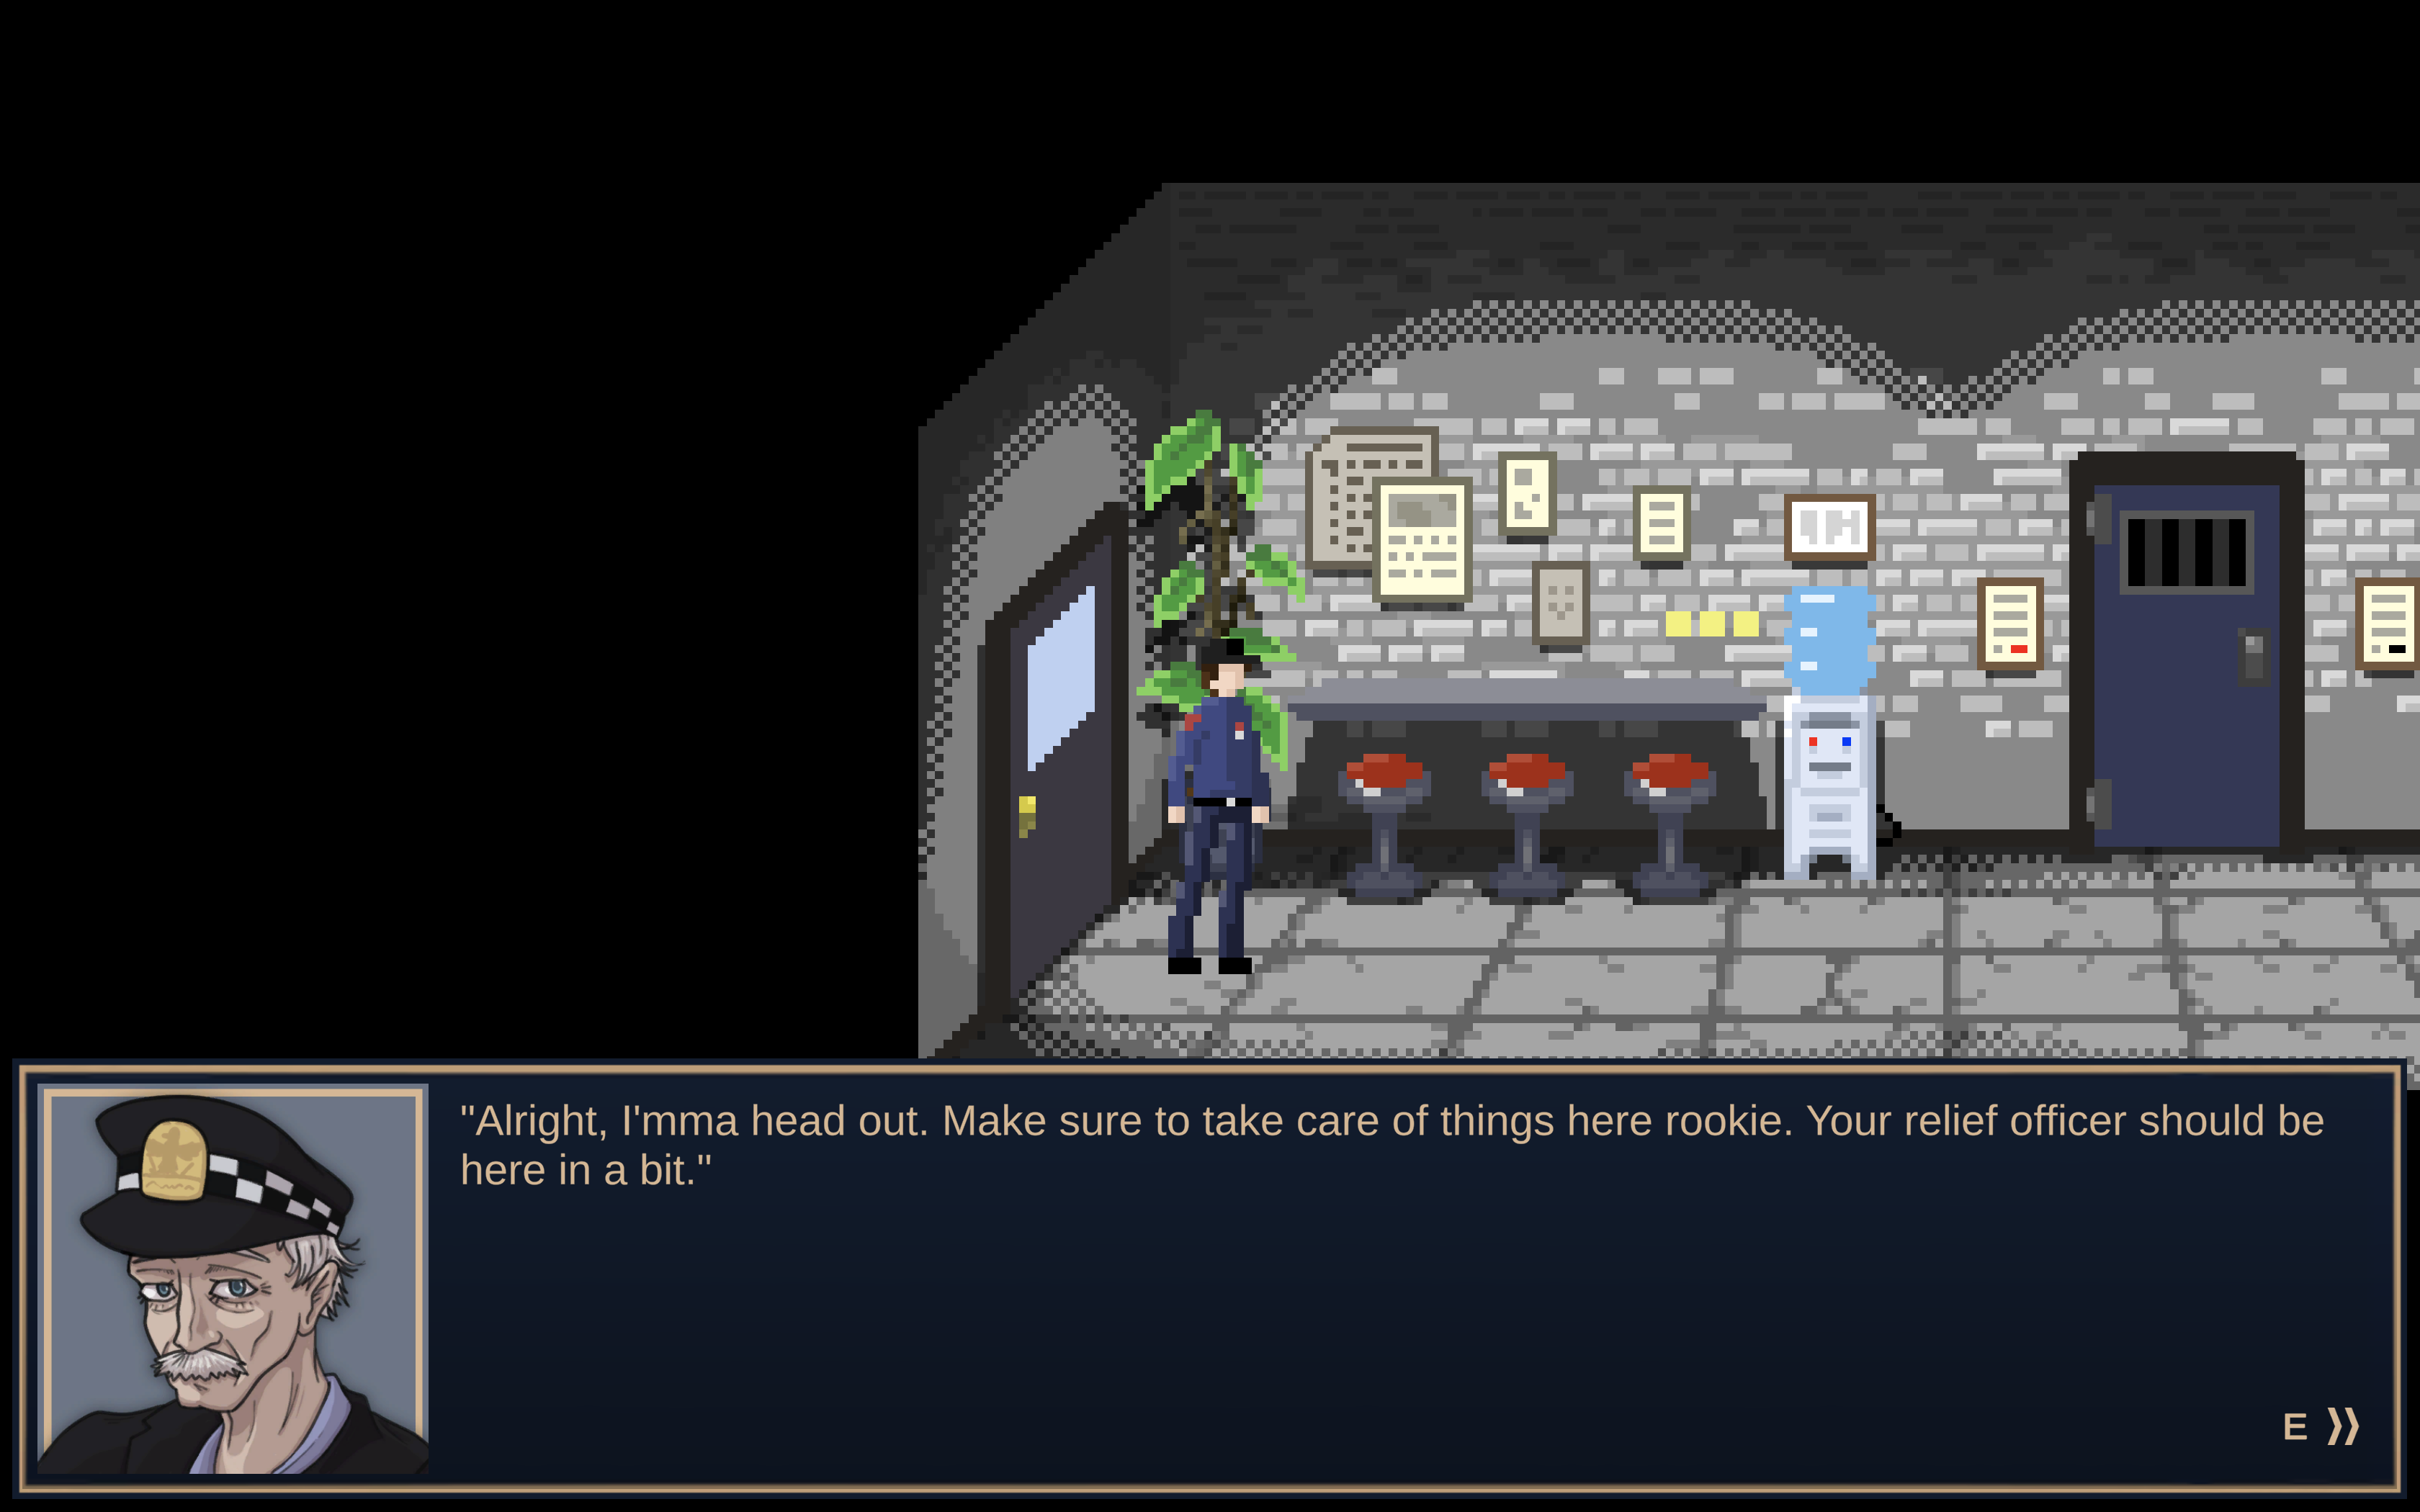 "Alright, I'mma head out. Make sure to take care of things here rookie. Your relief officer should be
here in a bit."
E